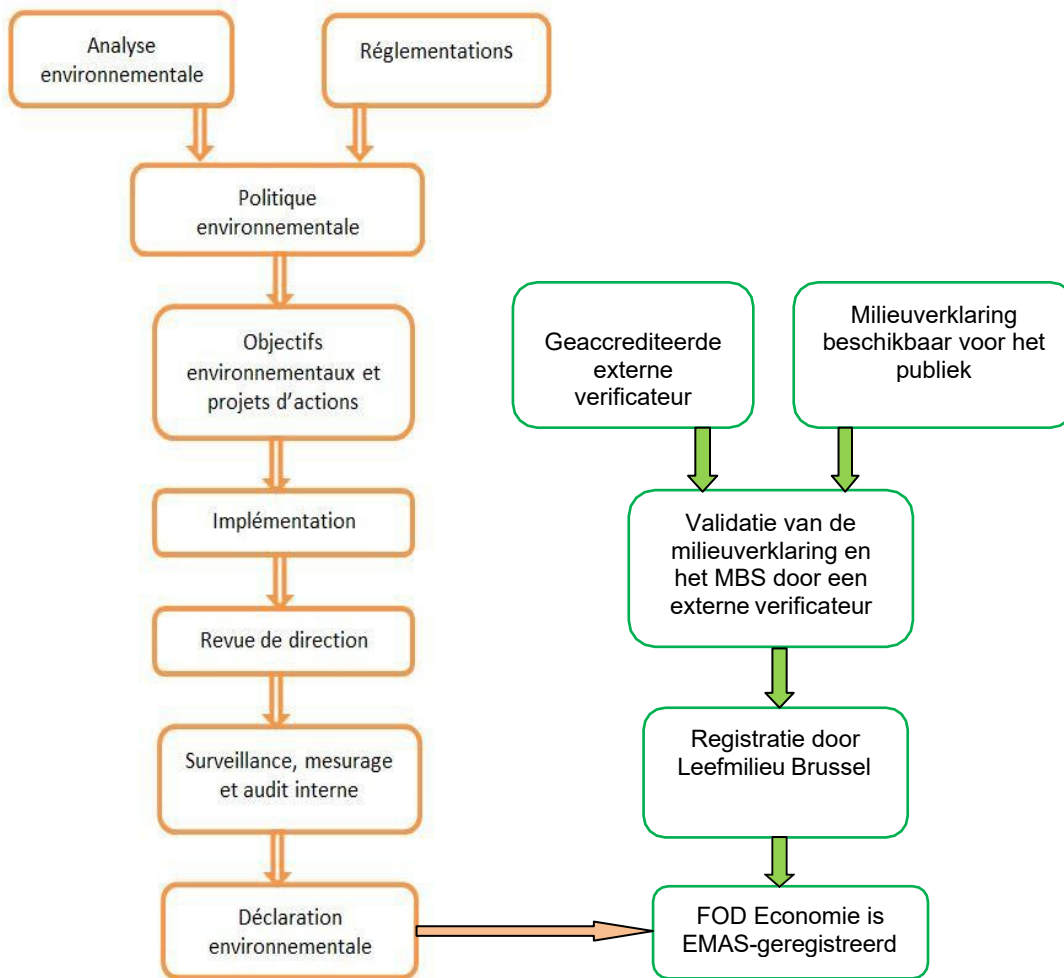 Analyse
environnementale
Réglementations
Politique
environnementale
Objectifs
environnementaux et
projets d'actions
Implémentation
Revue de direction
Surveillance, mesurage
et audit interne
Déclaration
environnementale
Geaccrediteerde
externe
verificateur
Milieuverklaring
beschikbaar voor het
publiek
Validatie van de
milieuverklaring en
het MBS door een
externe verificateur
Registratie door
Leefmilieu Brussel
FOD Economie is
EMAS-geregistreerd